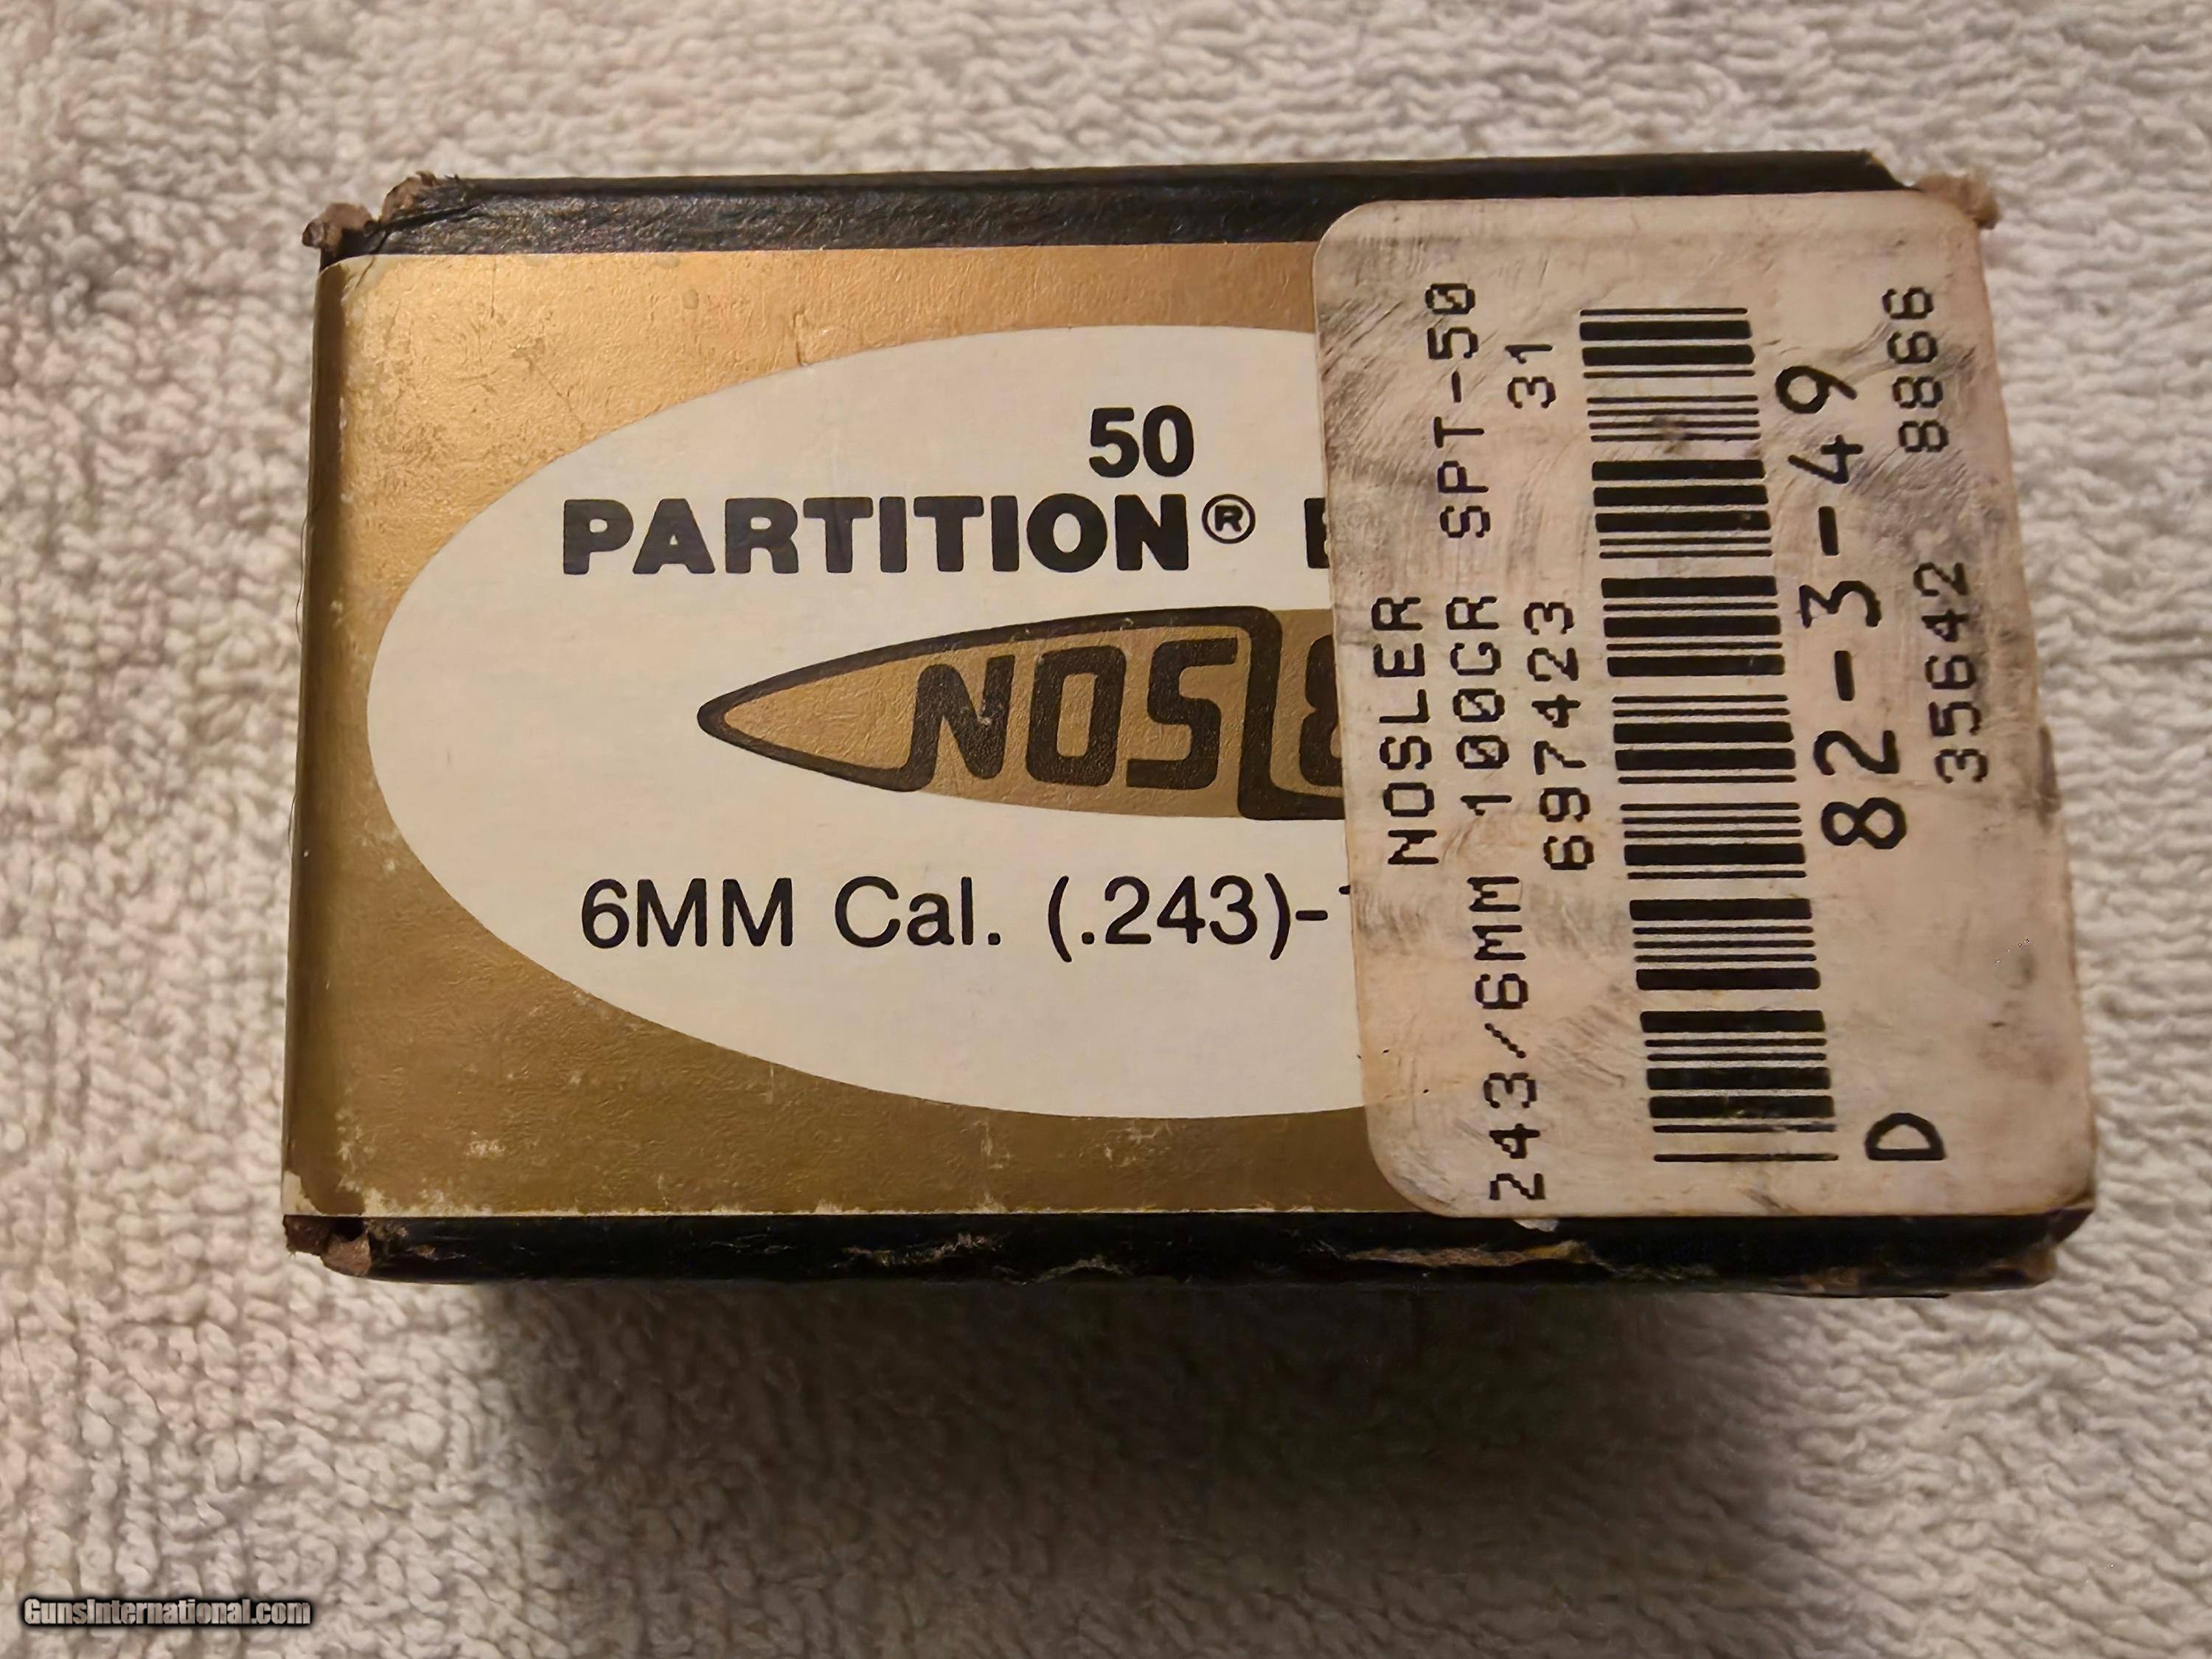 50
PARTITION®
NOSL
6MM Cal. (.243)-
NOSLER
243/6MM 100GR SPT-50
697423 31
82-3-49
D 35642 8866
GunsInternational.com